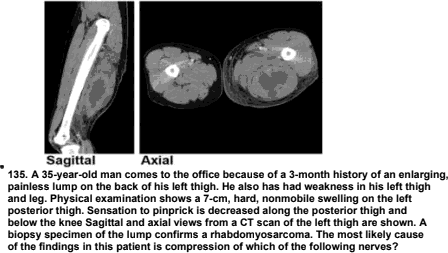 Sagittal Axial
135. A 35-year-old man comes to the office because of a 3-month history of an enlarging,
painless lump on the back of his left thigh. He also has had weakness in his left thigh
and leg. Physical examination shows a 7-cm, hard, nonmobile swelling on the left
posterior thigh. Sensation to pinprick is decreased along the posterior thigh and
below the knee Sagittal and axial views from a CT scan of the left thigh are shown. A
biopsy specimen of the lump confirms a rhabdomyosarcoma. The most likely cause
of the findings in this patient is compression of which of the following nerves?